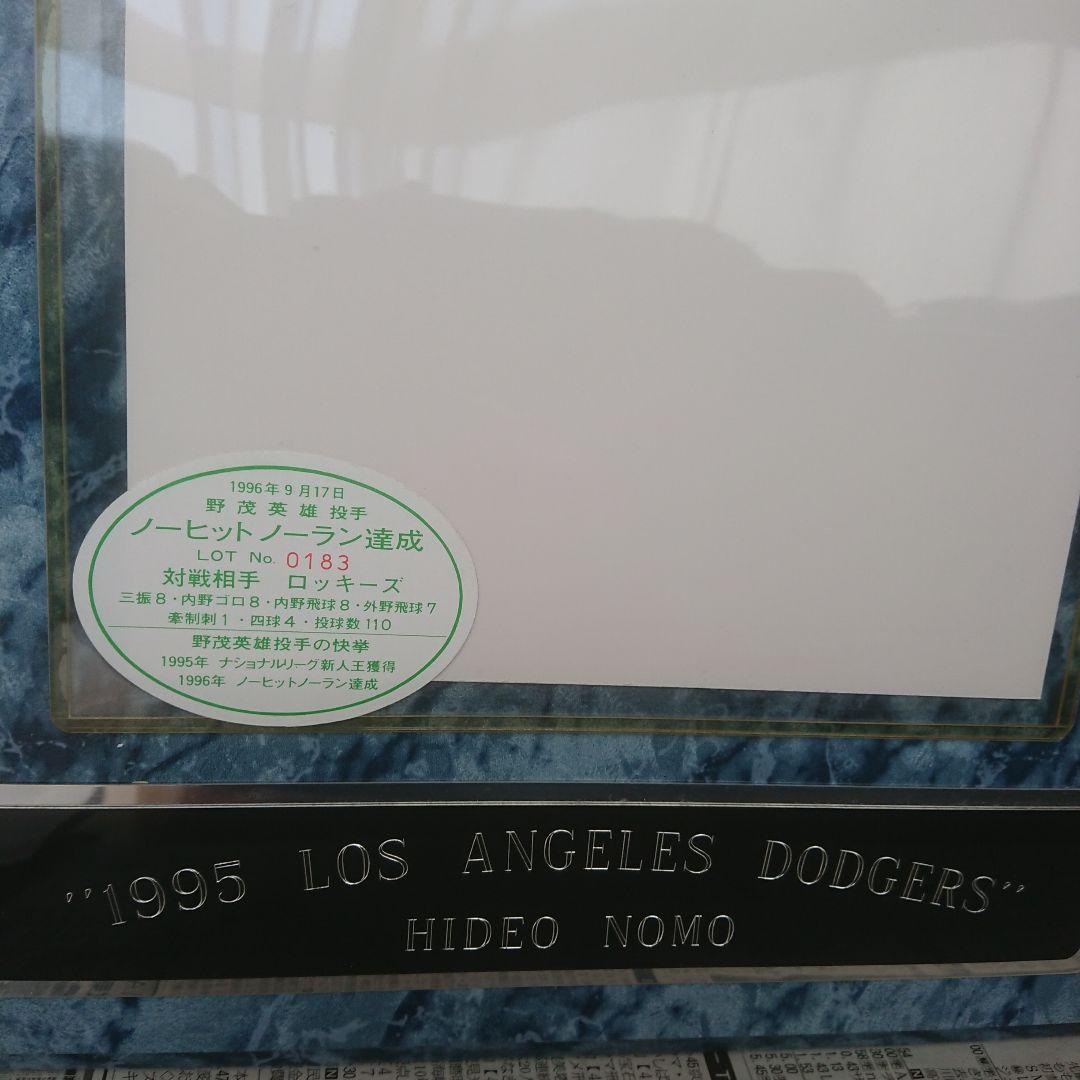 1996年9月17日
野茂英雄投手
ノーヒットノーラン達成
LOT No. 0183
対戦相手 ロッキーズ
三振8・内野ゴロ8・内野飛球8・外野飛球7
牽制刺1・四球4・投球数110
野茂英雄投手の快挙
1995年 ナショナルリーグ新人王獲得
1996年 ノーヒットノーラン達成
"1995 LOS ANGELES DODGERS"
HIDEO NOMO